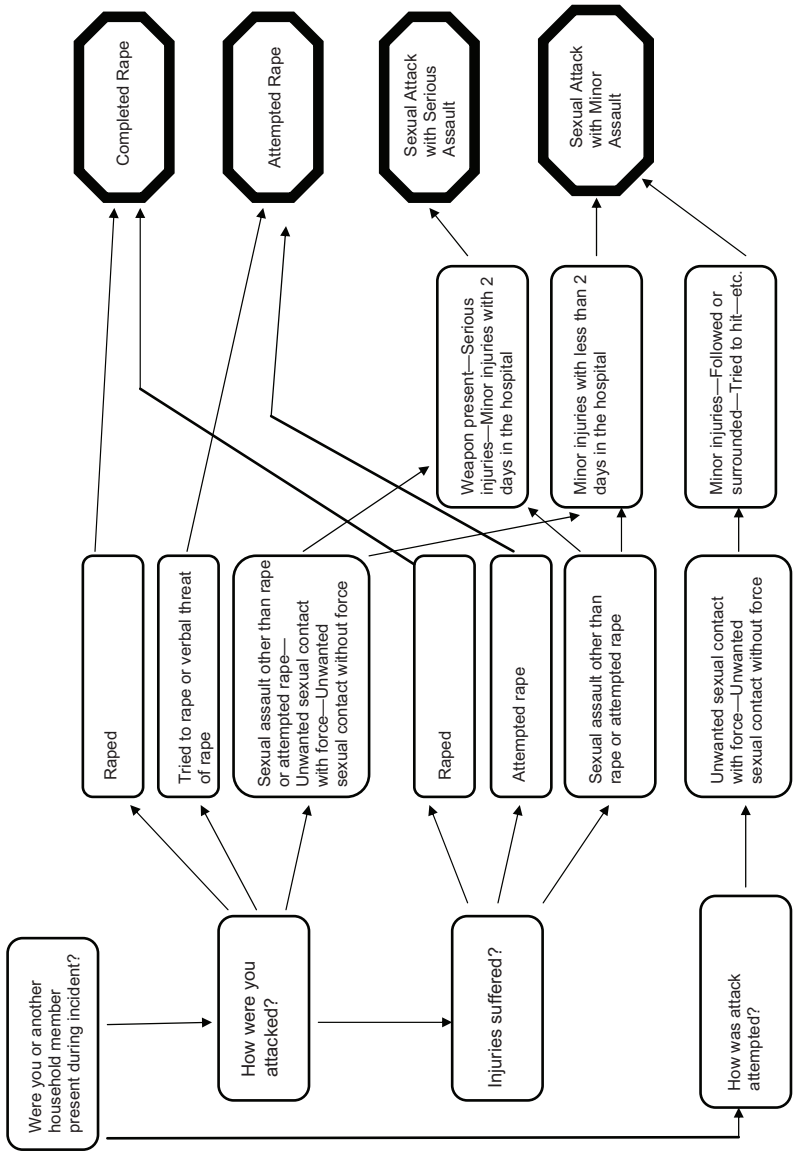 Were you or another
household member
present during incident?
How were you
attacked?
Injuries suffered?
How was attack
attempted?
Raped
Tried to rape or verbal threat
of rape
Sexual assault other than rape
or attempted rape—
Unwanted sexual contact
with force—Unwanted
sexual contact without force
Raped
Attempted rape
Sexual assault other than
rape or attempted rape
Unwanted sexual contact
with force—Unwanted
sexual contact without force
Weapon present—Serious
injuries—Minor injuries with 2
days in the hospital
Minor injuries with less than 2
days in the hospital
Minor injuries—Followed or
surrounded—Tried to hit—etc.
Completed Rape
Attempted Rape
Sexual Attack
with Serious
Assault
Sexual Attack
with Minor
Assault